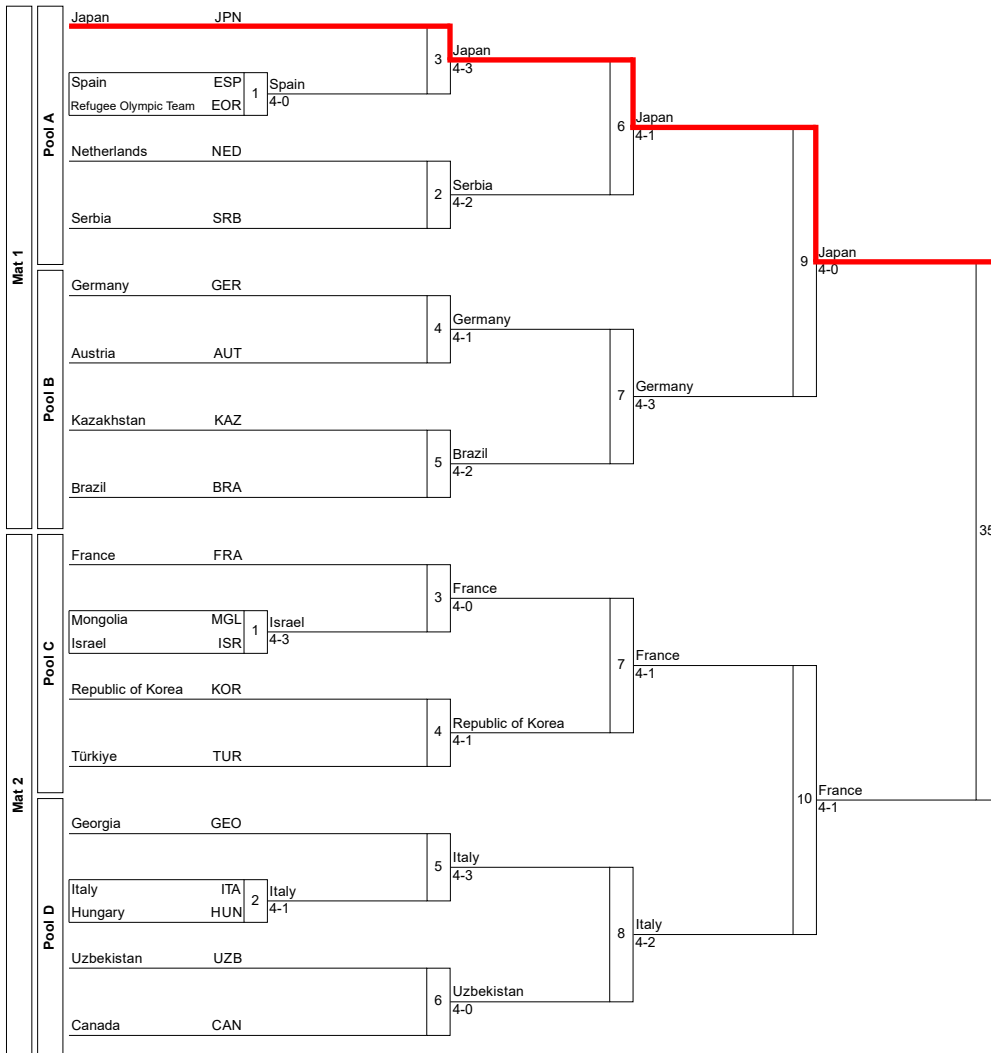 Mat 1
Pool A
Japan JPN
3
Japan
4-3
Spain ESP
Refugee Olympic Team EOR
1
Spain
4-0
6
Japan
4-1
Netherlands NED
Serbia SRB
2
Serbia
4-2
9
Japan
4-0
Pool B
Germany GER
Austria AUT
4
Germany
4-1
7
Germany
4-3
Kazakhstan KAZ
Brazil BRA
5
Brazil
4-2
35
Mat 2
Pool C
France FRA
3
France
4-0
Mongolia MGL
Israel ISR
1
Israel
4-3
7
France
4-1
Republic of Korea KOR
Türkiye TUR
4
Republic of Korea
4-1
10
France
4-1
Pool D
Georgia GEO
5
Italy
4-3
Italy ITA
Hungary HUN
2
Italy
4-1
8
Italy
4-2
Uzbekistan UZB
Canada CAN
6
Uzbekistan
4-0